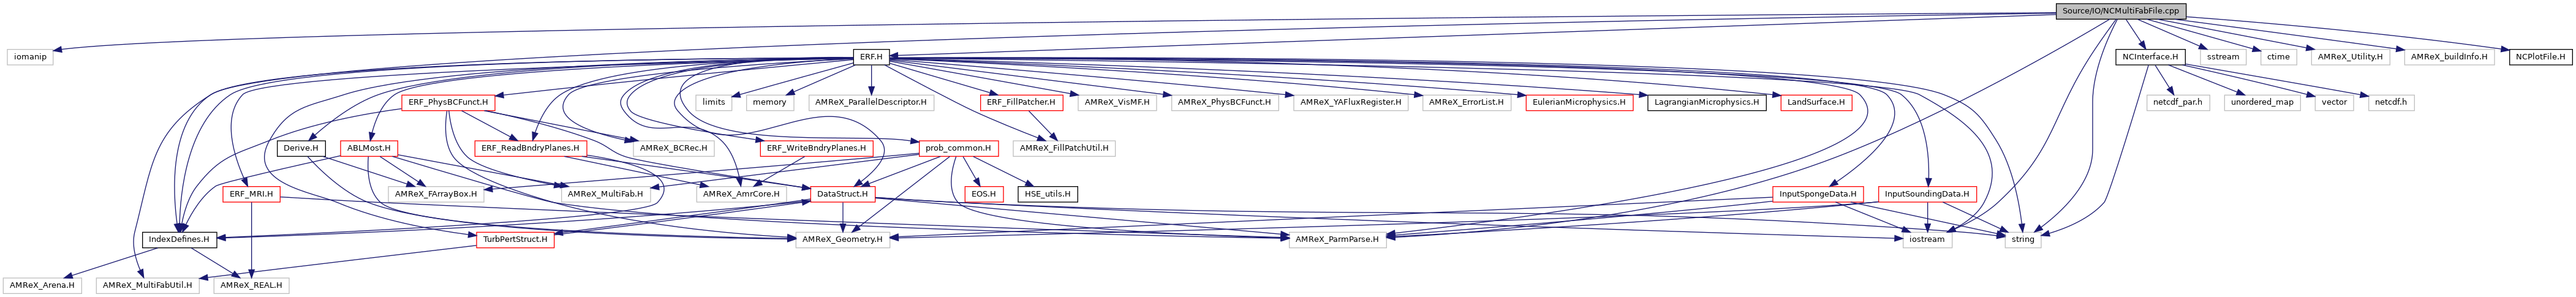 Source/IO/NCMultiFabFile.cpp
iomanip
ERF.H
NCInterface.H
sstream
ctime
AMReX_Utility.H
AMReX_buildInfo.H
NCPlotFile.H
ERF_PhysBCFunct.H
limits
memory
AMReX_ParallelDescriptor.H
ERF_FillPatcher.H
AMReX_VisMF.H
AMReX_PhysBCFunct.H
AMReX_YAFluxRegister.H
AMReX_ErrorList.H
EulerianMicrophysics.H
LagrangianMicrophysics.H
LandSurface.H
netcdf_par.h
unordered_map
vector
netcdf.h
Derive.H
ABLMost.H
ERF_ReadBndryPlanes.H
AMReX_BCRec.H
ERF_WriteBndryPlanes.H
prob_common.H
AMReX_FillPatchUtil.H
ERF_MRI.H
AMReX_FArrayBox.H
AMReX_MultiFab.H
AMReX_AmrCore.H
DataStruct.H
EOS.H
HSE_utils.H
InputSpongeData.H
InputSoundingData.H
IndexDefines.H
TurbPertStruct.H
AMReX_Geometry.H
AMReX_ParmParse.H
iostream
string
AMReX_Arena.H
AMReX_MultiFabUtil.H
AMReX_REAL.H